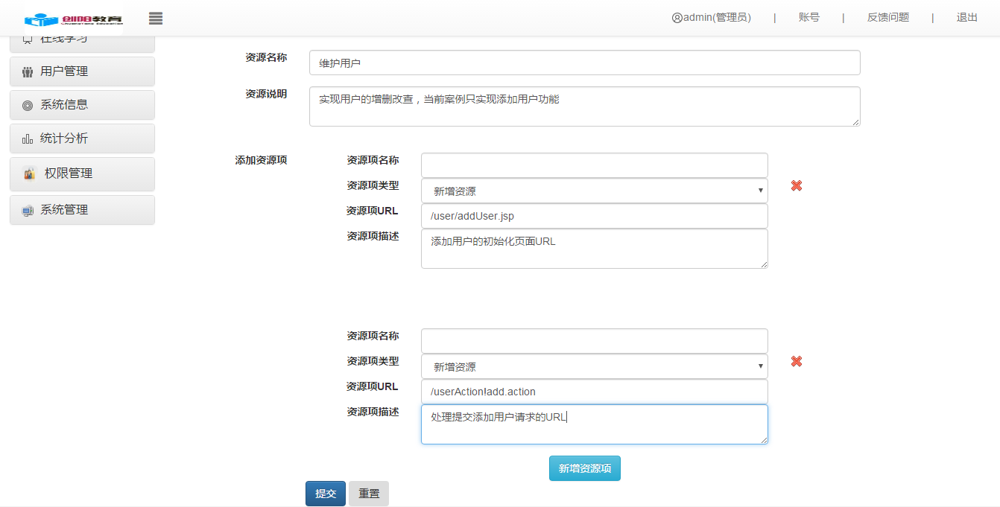 创阳教育
ChuangYang Education
admin(管理员) | 账号 | 反馈问题 | 退出
在线学习
用户管理
系统信息
统计分析
权限管理
系统管理
资源名称 维护用户
资源说明 实现用户的增删改查，当前案例只实现添加用户功能
添加资源项
资源项名称
资源项类型 新增资源
资源项URL /user/addUser.jsp
资源项描述 添加用户的初始化页面URL
资源项名称
资源项类型 新增资源
资源项URL /userAction!add.action
资源项描述 处理提交添加用户请求的URL
新增资源项
提交 重置